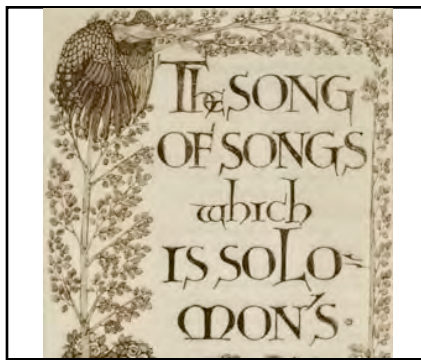 The SONG
OF SONGS
which
IS SOLO-
MON'S.